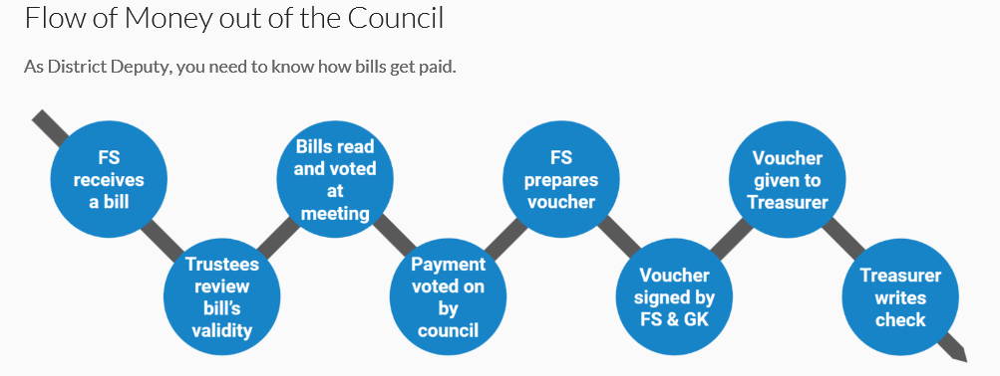 Flow of Money out of the Council
As District Deputy, you need to know how bills get paid.
FS
receives
a bill
Trustees
review
bill's
validity
Bills read
and voted
at
meeting
Payment
voted on
by
council
FS
prepares
voucher
Voucher
signed by
FS & GK
Voucher
given to
Treasurer
Treasurer
writes
check